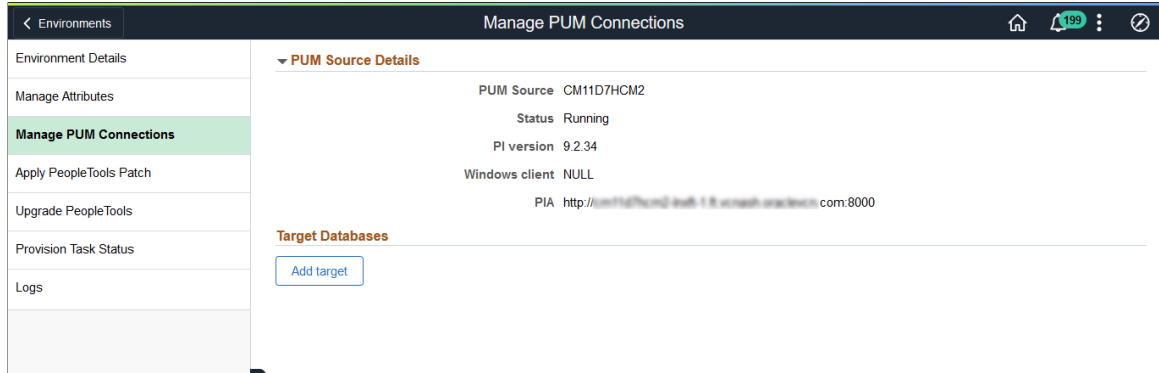 Environments
Manage PUM Connections
199
Environment Details
Manage Attributes
Manage PUM Connections
Apply PeopleTools Patch
Upgrade PeopleTools
Provision Task Status
Logs
PUM Source Details
PUM Source CM11D7HCM2
Status Running
PI version 9.2.34
Windows client NULL
PIA http:// com:8000
Target Databases
Add target